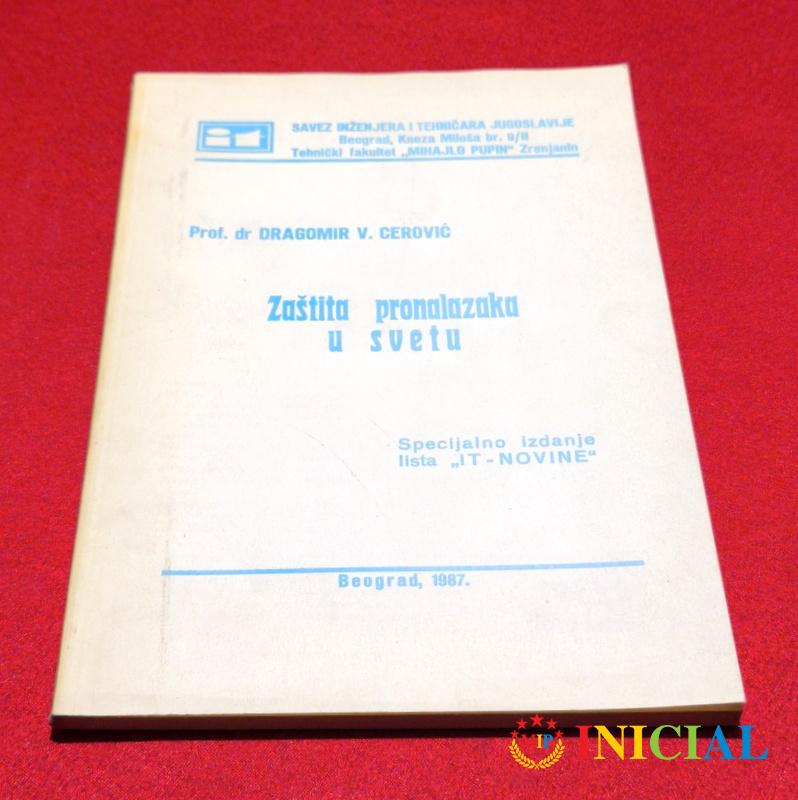 SAVEZ INŽENJERA I TEHNIČARA JUGOSLAVIJE
Beograd, Kneza Miloša br. 9/II
Tehnički fakultet „MIHAJLO PUPIN“ Zrenjanin
Prof. dr DRAGOMIR V. CEROVIĆ
Zaštita pronalazaka
u svetu
Specijalno izdanje
lista „IT-NOVINE“
Beograd, 1987.
VIP INICIAL